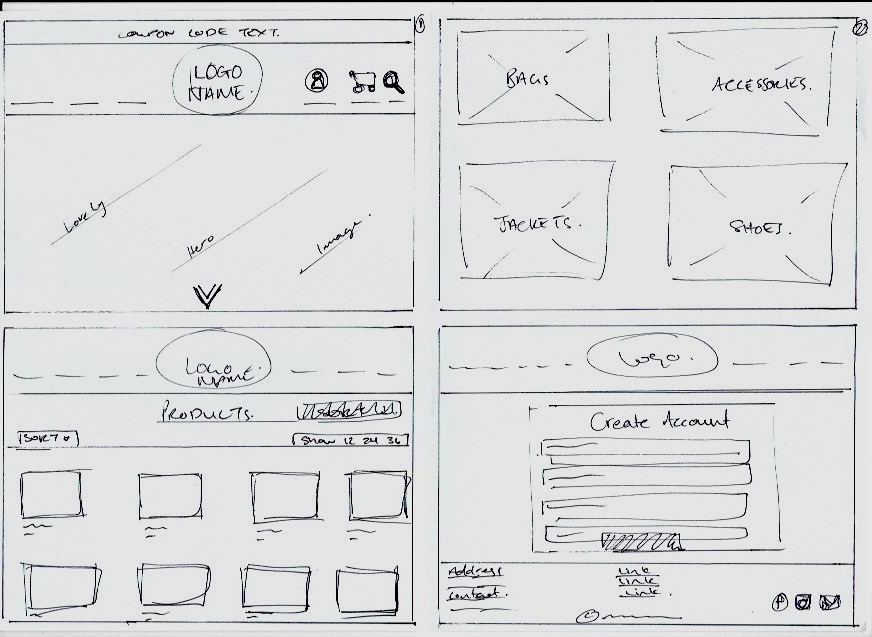 COUPON CODE TEXT.
1
LOGO
NAME.
Lovely
Hero
Image.
2
BAGS
ACCESSORIES.
JACKETS.
SHOES.
LOGO
NAME.
PRODUCTS.
SORT
Show 12 24 36
Logo.
Create Account
Address
Contact.
Link
Link
Link.